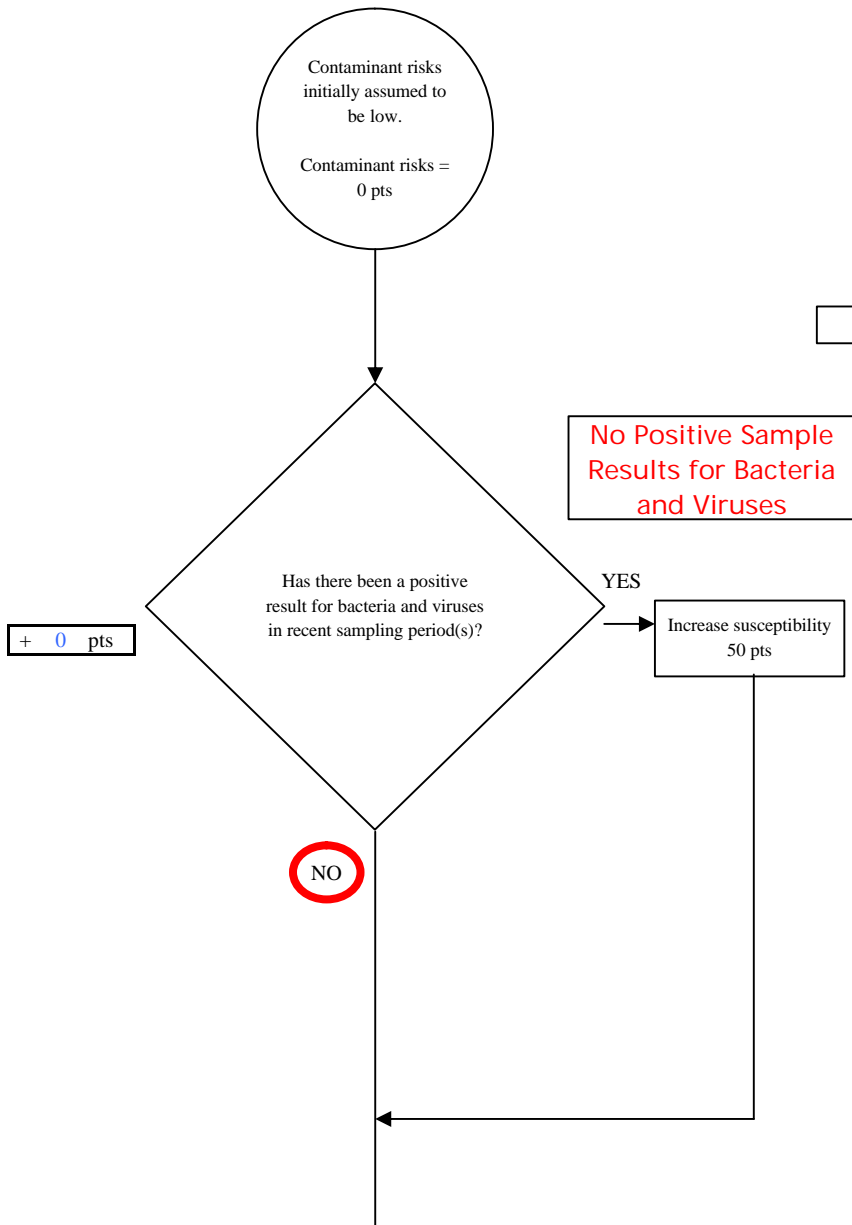 Contaminant risks
initially assumed to
be low.
Contaminant risks =
0 pts
No Positive Sample
Results for Bacteria
and Viruses
Has there been a positive
result for bacteria and viruses
in recent sampling period(s)?
YES
+ 0 pts
Increase susceptibility
50 pts
NO